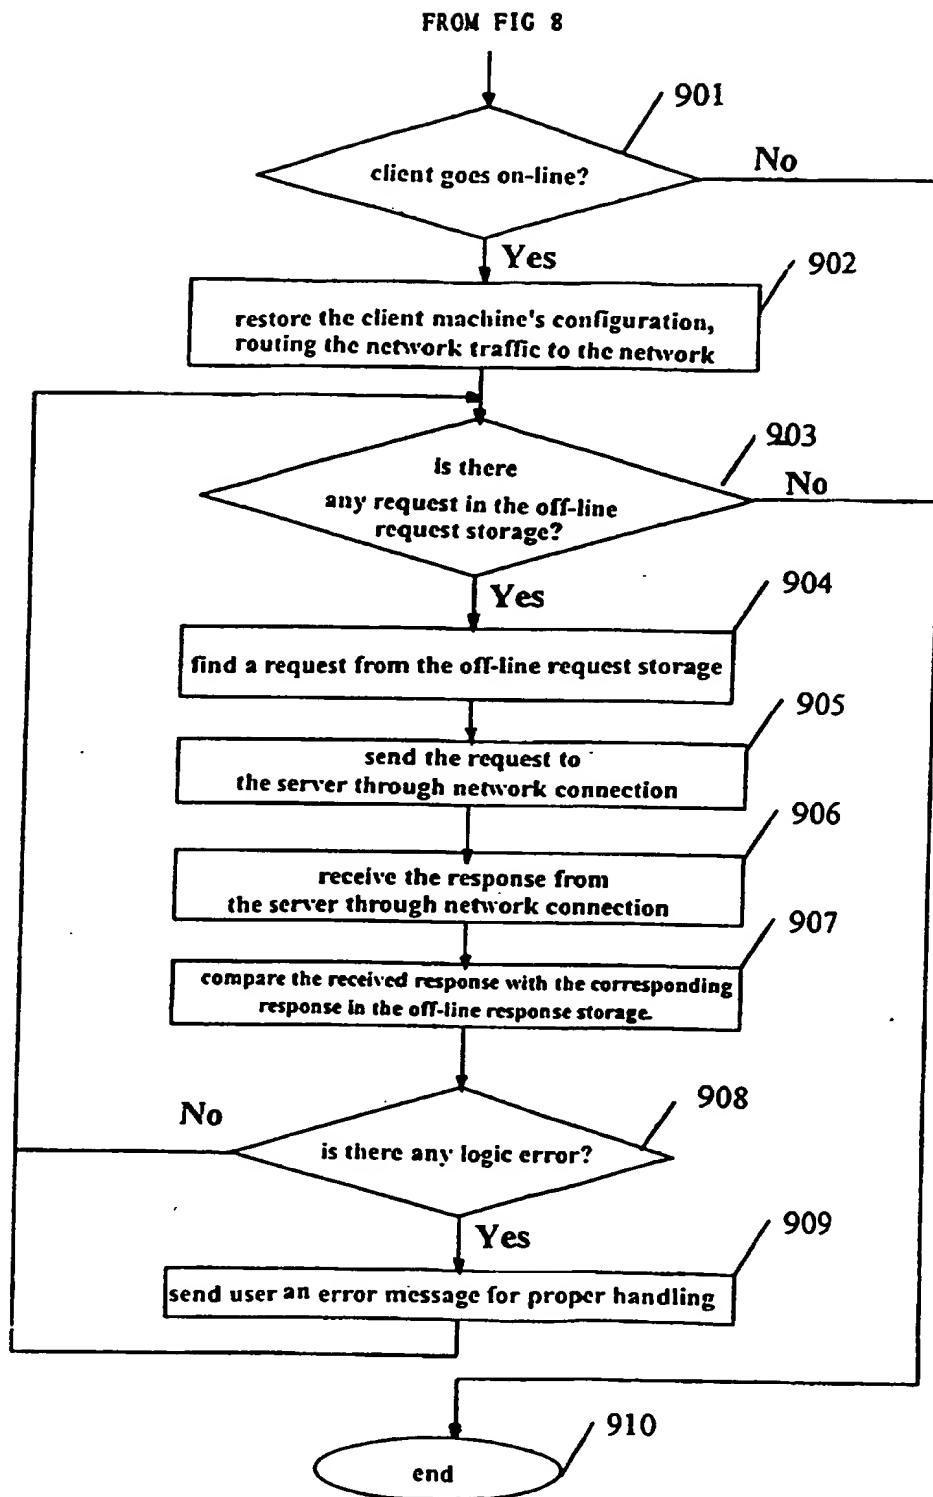 FROM FIG 8
901
client goes on-line?
No
Yes
902
restore the client machine's configuration,
routing the network traffic to the network
903
is there
any request in the off-line
request storage?
No
Yes
904
find a request from the off-line request storage
905
send the request to
the server through network connection
906
receive the response from
the server through network connection
907
compare the received response with the corresponding
response in the off-line response storage.
No
908
is there any logic error?
Yes
909
send user an error message for proper handling
910
end